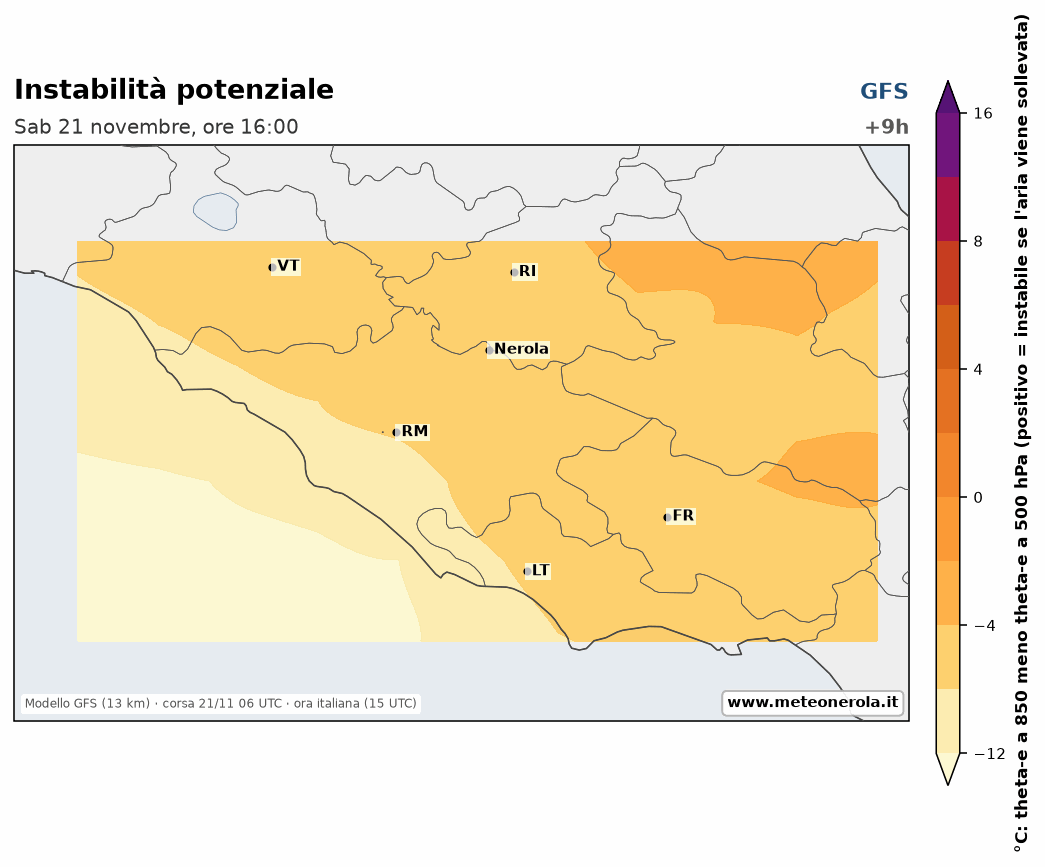 Instabilità potenziale
GFS
Sab 21 novembre, ore 16:00
+9h
VT
RI
Nerola
RM
FR
LT
Modello GFS (13 km) · corsa 21/11 06 UTC · ora italiana (15 UTC)
www.meteonerola.it
16
8
4
0
−4
−12
°C: theta-e a 850 meno theta-e a 500 hPa (positivo = instabile se l'aria viene sollevata)